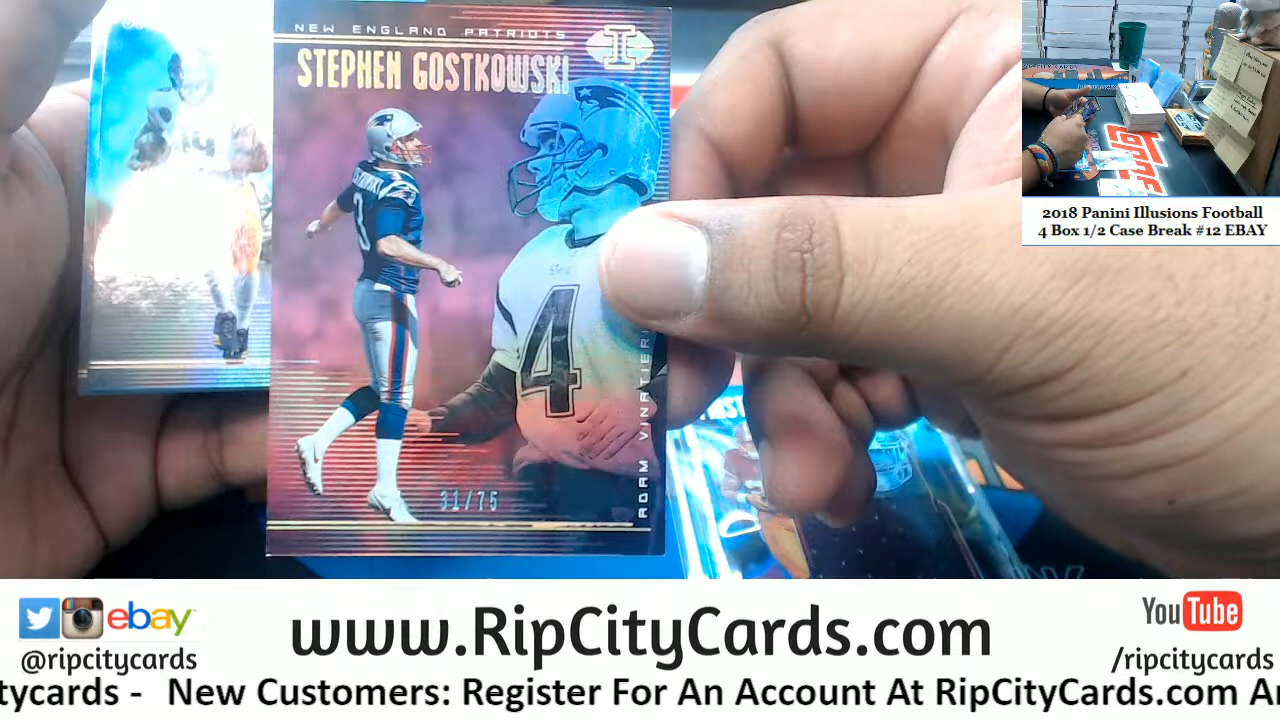 NEW ENGLAND PATRIOTS
STEPHEN GOSTKOWSKI
I
3
4
ADAM VINATIERI
31/75
2018 Panini Illusions Football
4 Box 1/2 Case Break #12 EBAY
ebay
@ripcitycards
www.RipCityCards.com
YouTube
/ripcitycards
tycards - New Customers: Register For An Account At RipCityCards.com